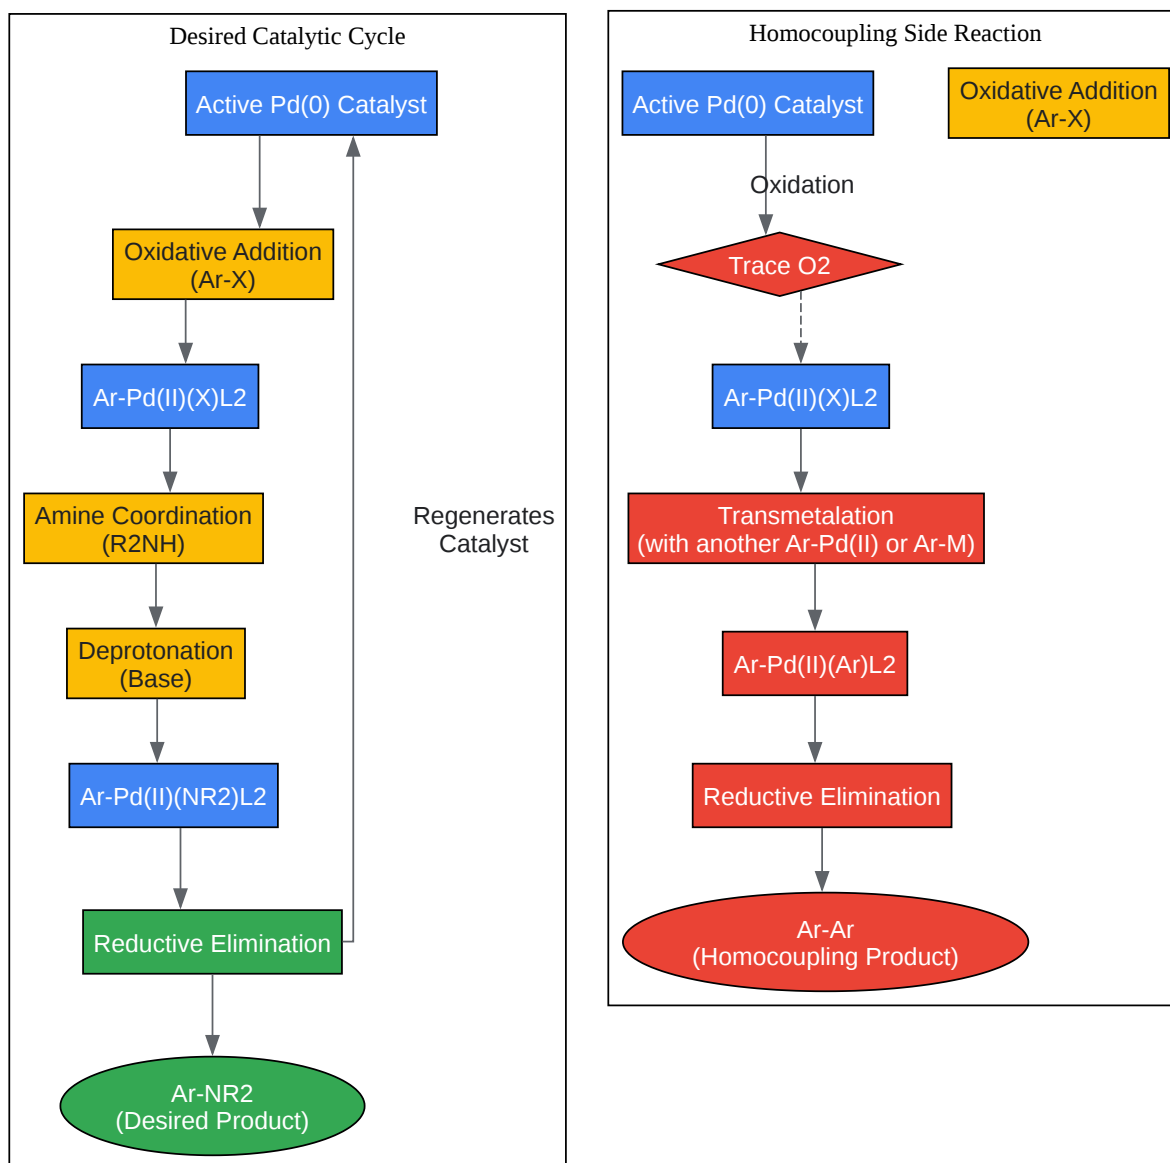 Desired Catalytic Cycle
Active Pd(0) Catalyst
Oxidative Addition
(Ar-X)
Ar-Pd(II)(X)L2
Amine Coordination
(R2NH)
Deprotonation
(Base)
Ar-Pd(II)(NR2)L2
Reductive Elimination
Regenerates
Catalyst
Ar-NR2
(Desired Product)
Homocoupling Side Reaction
Active Pd(0) Catalyst
Oxidative Addition
(Ar-X)
Oxidation
Trace O2
Ar-Pd(II)(X)L2
Transmetalation
(with another Ar-Pd(II) or Ar-M)
Ar-Pd(II)(Ar)L2
Reductive Elimination
Ar-Ar
(Homocoupling Product)